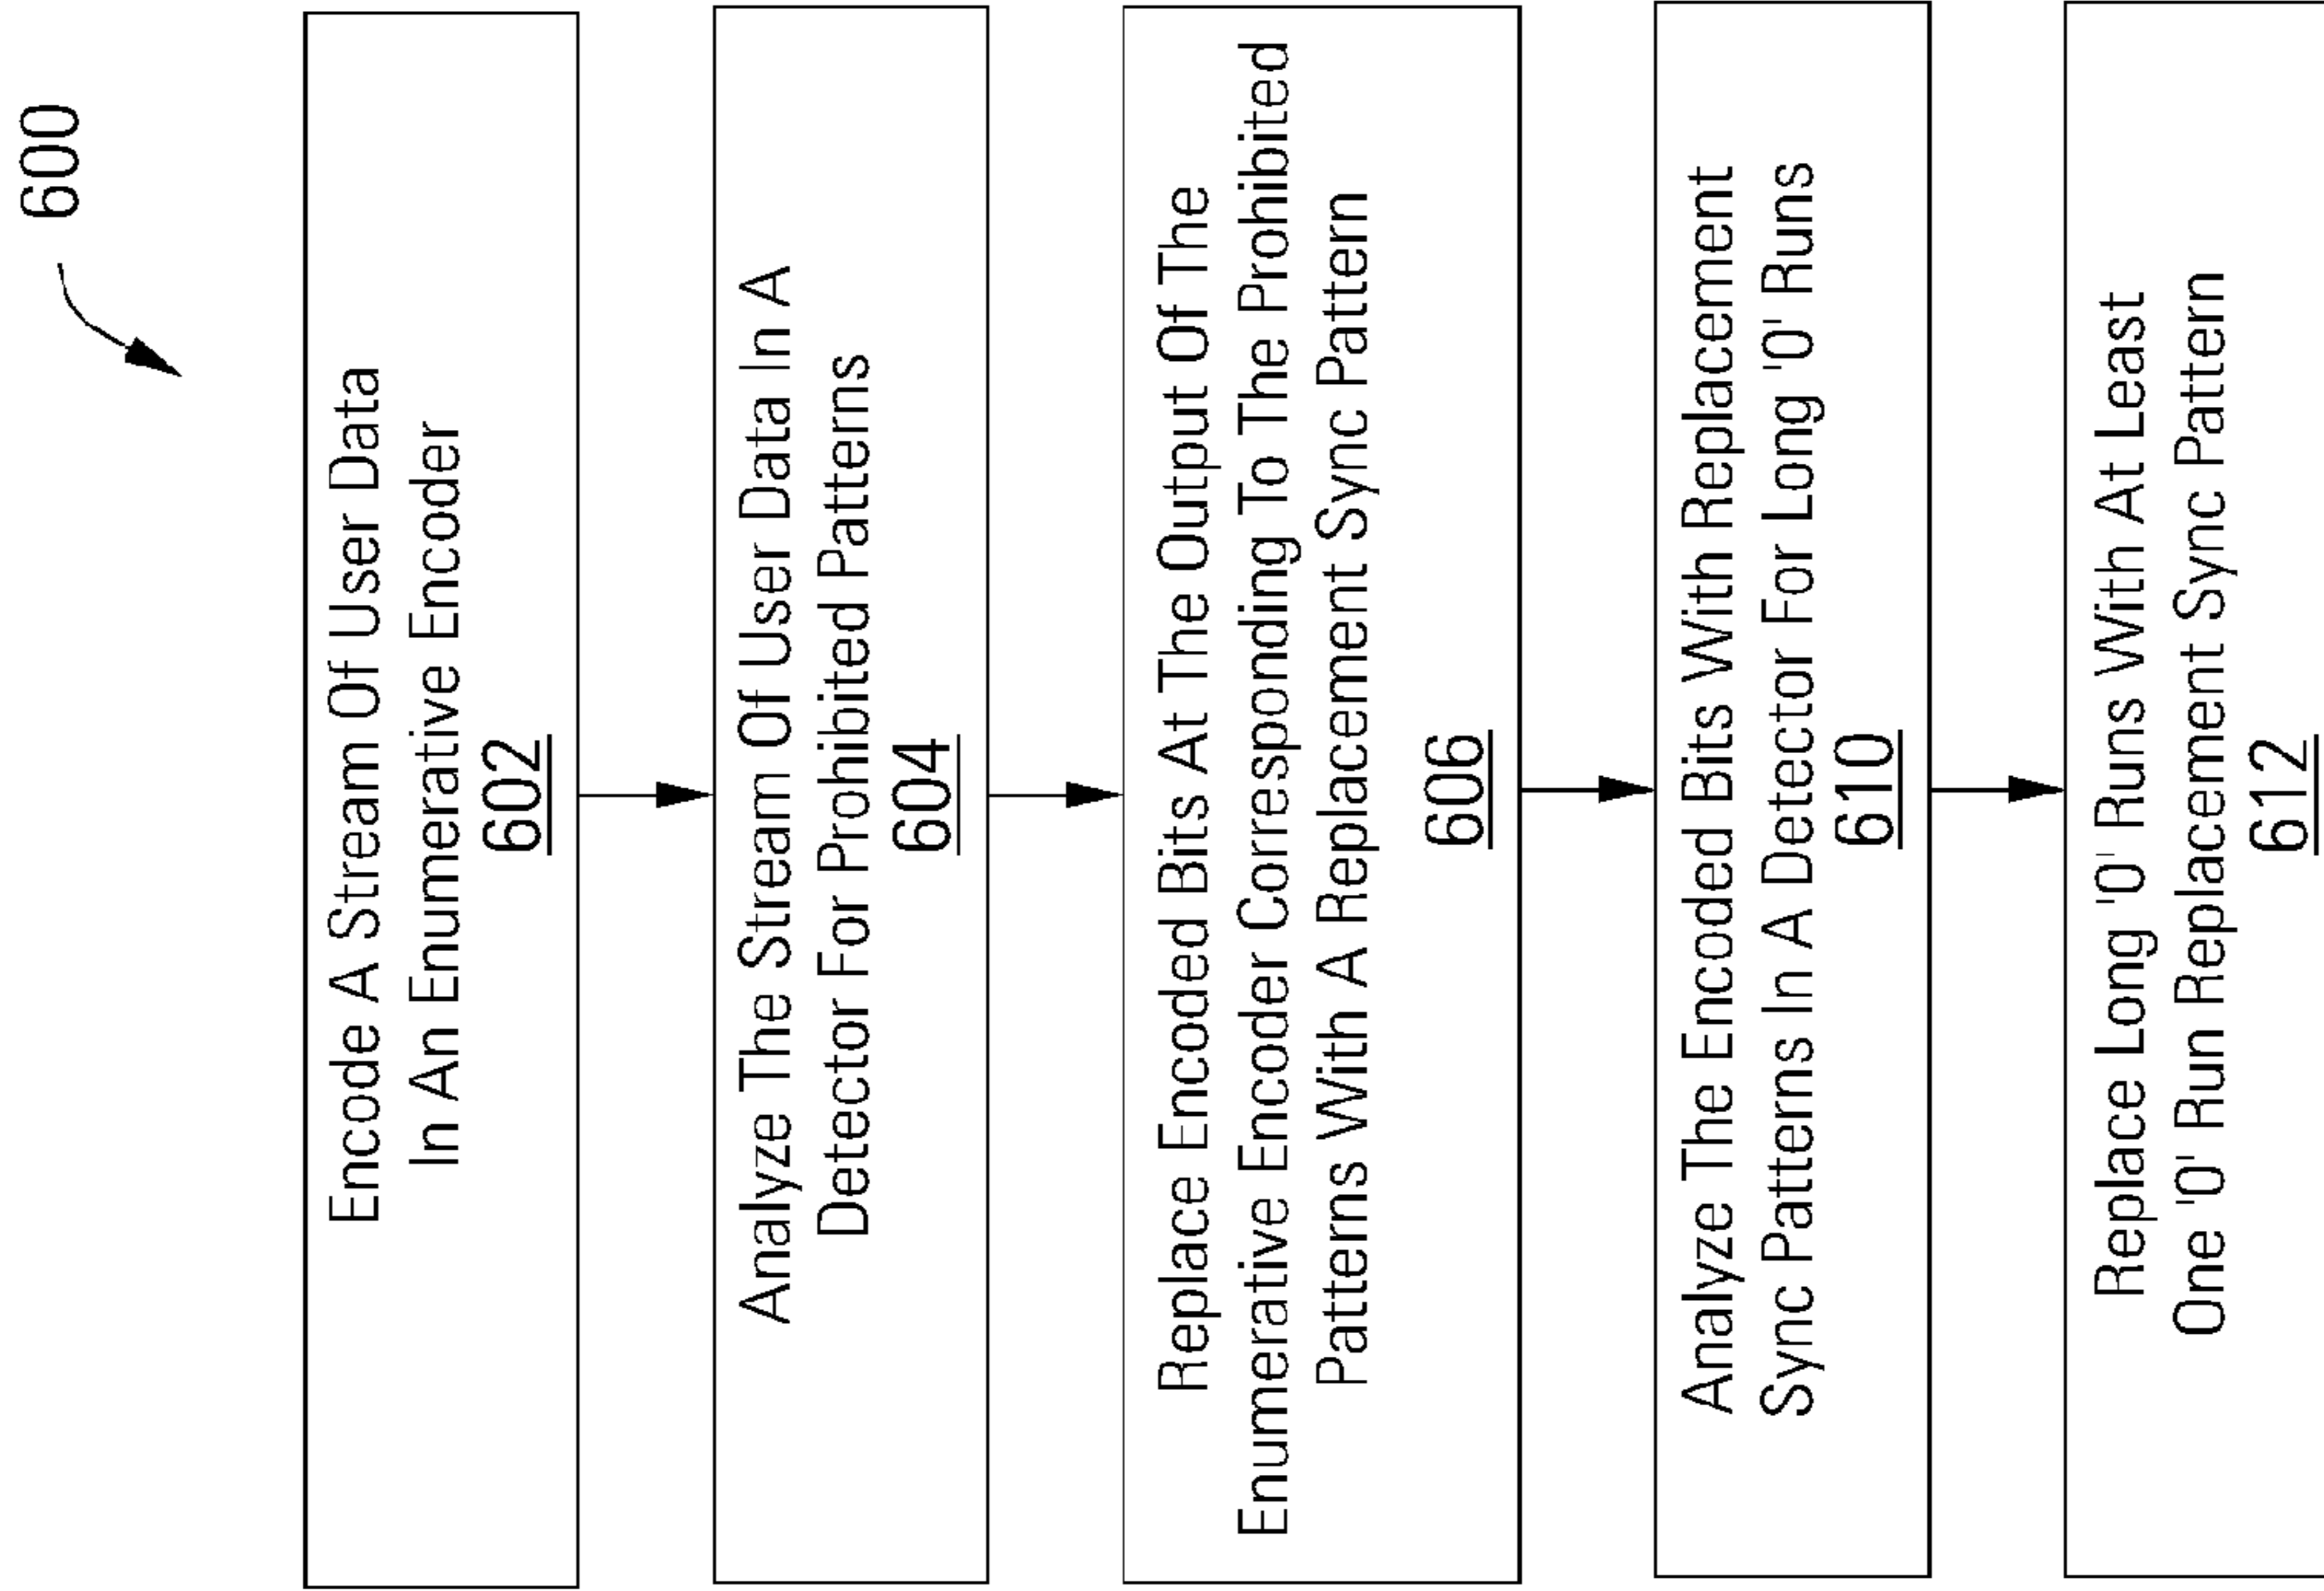 600
Encode A Stream Of User Data
In An Enumerative Encoder
602
Analyze The Stream Of User Data In A
Detector For Prohibited Patterns
604
Replace Encoded Bits At The Output Of The
Enumerative Encoder Corresponding To The Prohibited
Patterns With A Replacement Sync Pattern
606
Analyze The Encoded Bits With Replacement
Sync Patterns In A Detector For Long '0' Runs
610
Replace Long '0' Runs With At Least
One '0' Run Replacement Sync Pattern
612